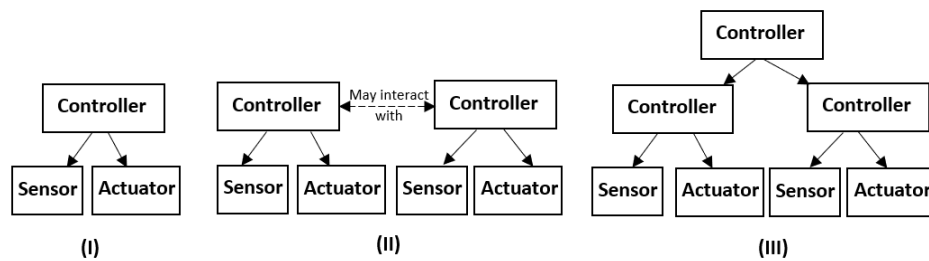 Controller
Sensor
Actuator
(I)
Controller
May interact
with
Controller
Sensor
Actuator
Sensor
Actuator
(II)
Controller
Controller
Controller
Sensor
Actuator
Sensor
Actuator
(III)